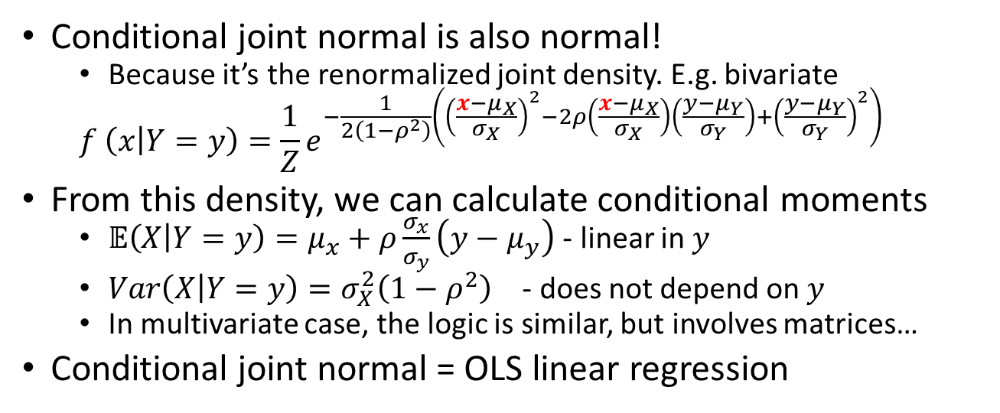 • Conditional joint normal is also normal!
• Because it’s the renormalized joint density. E.g. bivariate
$f(x|Y = y) = \frac{1}{Z} e^{-\frac{1}{2(1-\rho^2)}\left(\left(\frac{x-\mu_X}{\sigma_X}\right)^2 - 2\rho\left(\frac{x-\mu_X}{\sigma_X}\right)\left(\frac{y-\mu_Y}{\sigma_Y}\right) + \left(\frac{y-\mu_Y}{\sigma_Y}\right)^2\right)}$
• From this density, we can calculate conditional moments
• $\mathbb{E}(X|Y = y) = \mu_x + \rho\frac{\sigma_x}{\sigma_y}(y - \mu_y)$ - linear in $y$
• $Var(X|Y = y) = \sigma_X^2(1 - \rho^2)$ - does not depend on $y$
• In multivariate case, the logic is similar, but involves matrices…
• Conditional joint normal = OLS linear regression